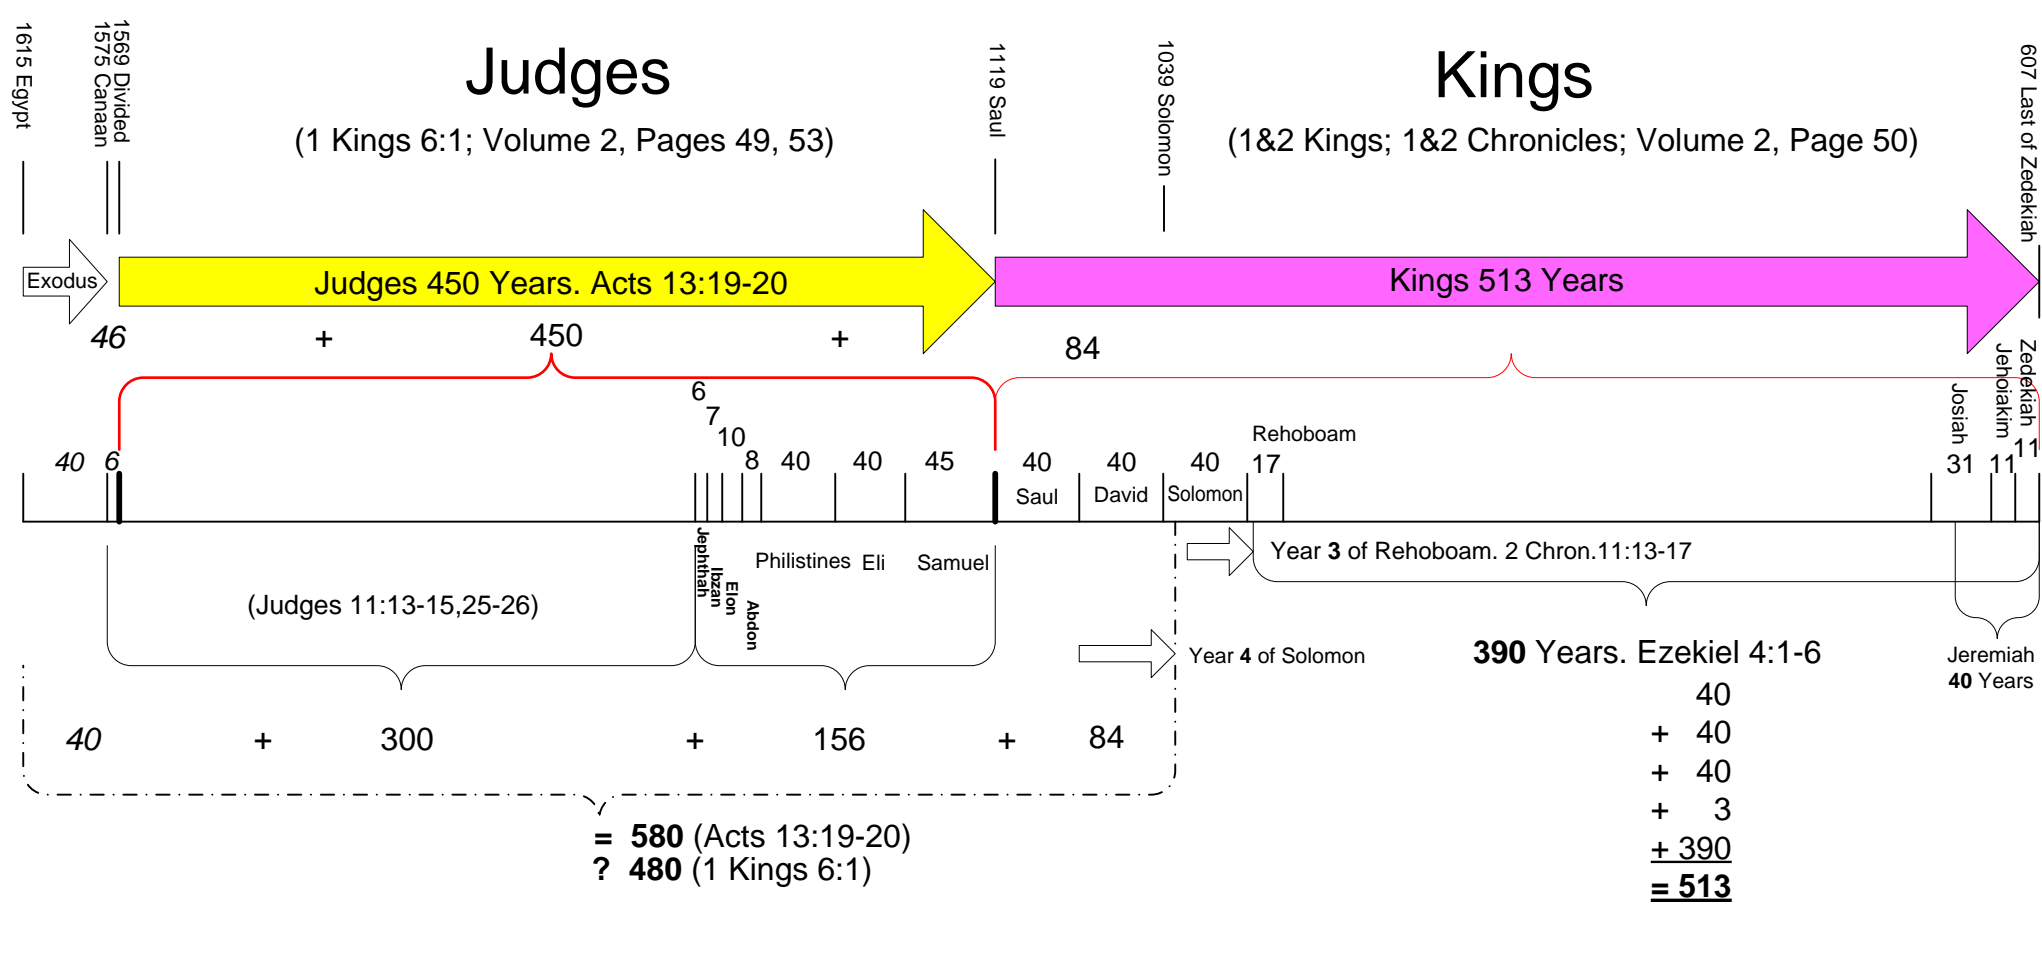 1615 Egypt
1575 Canaan
1569 Divided
Judges
(1 Kings 6:1; Volume 2, Pages 49, 53)
1119 Saul
1039 Solomon
Kings
(1&2 Kings; 1&2 Chronicles; Volume 2, Page 50)
607 Last of Zedekiah
Exodus
Judges 450 Years. Acts 13:19-20
Kings 513 Years
46 + 450 + 84
40
6
6
7
10
8
40
40
45
40
Saul
40
David
40
Solomon
Rehoboam
17
Josiah
31
Jehoiakim
11
Zedekiah
11
Jephthah
Ibzan
Elon
Abdon
Philistines
Eli
Samuel
(Judges 11:13-15,25-26)
Year 3 of Rehoboam. 2 Chron.11:13-17
Year 4 of Solomon
390 Years. Ezekiel 4:1-6
Jeremiah
40 Years
40 + 300 + 156 + 84
= 580 (Acts 13:19-20)
? 480 (1 Kings 6:1)
40
+ 40
+ 40
+ 3
+ 390
= 513